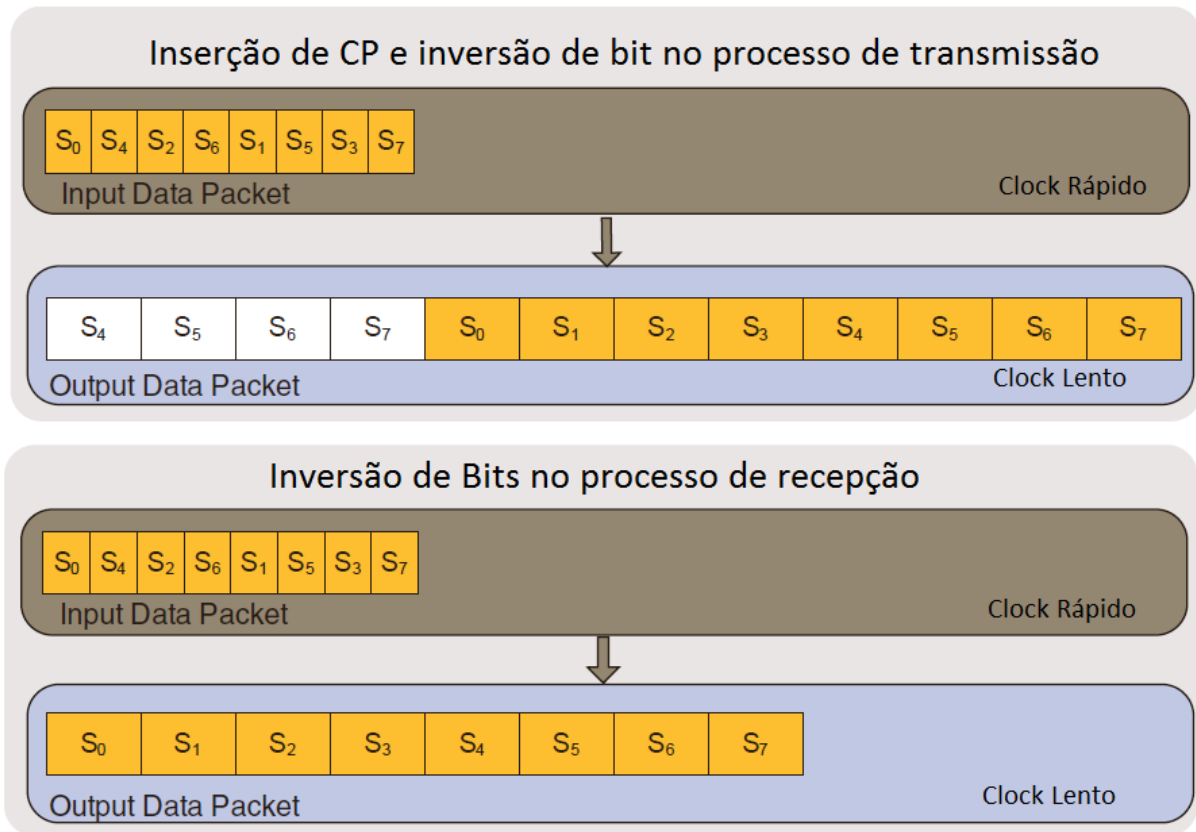 Inserção de CP e inversão de bit no processo de transmissão
S₀ S₄ S₂ S₆ S₁ S₅ S₃ S₇
Input Data Packet
Clock Rápido
S₄ S₅ S₆ S₇ S₀ S₁ S₂ S₃ S₄ S₅ S₆ S₇
Output Data Packet
Clock Lento
Inversão de Bits no processo de recepção
S₀ S₄ S₂ S₆ S₁ S₅ S₃ S₇
Input Data Packet
Clock Rápido
S₀ S₁ S₂ S₃ S₄ S₅ S₆ S₇
Output Data Packet
Clock Lento